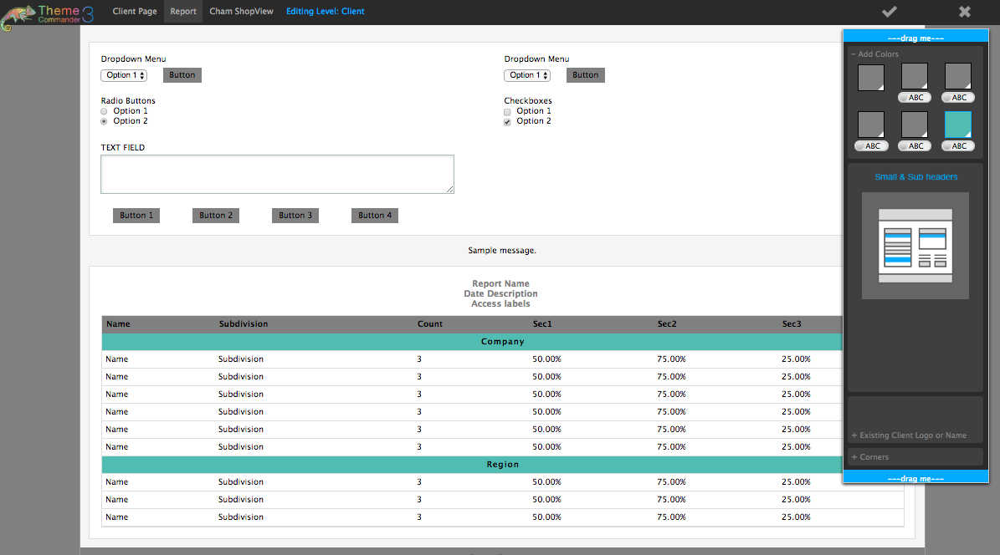 Theme Commander 3 Client Page Report Cham ShopView Editing Level: Client
---drag me---
− Add Colors
ABC ABC
ABC ABC ABC
Small & Sub headers
+ Existing Client Logo or Name
+ Corners
---drag me---
Dropdown Menu
Option 1 Button
Dropdown Menu
Option 1 Button
Radio Buttons
Option 1
Option 2
Checkboxes
Option 1
Option 2
TEXT FIELD
Button 1 Button 2 Button 3 Button 4
Sample message.
Report Name
Date Description
Access labels
Name Subdivision Count Sec1 Sec2 Sec3
Company
Name Subdivision 3 50.00% 75.00% 25.00%
Name Subdivision 3 50.00% 75.00% 25.00%
Name Subdivision 3 50.00% 75.00% 25.00%
Name Subdivision 3 50.00% 75.00% 25.00%
Name Subdivision 3 50.00% 75.00% 25.00%
Name Subdivision 3 50.00% 75.00% 25.00%
Region
Name Subdivision 3 50.00% 75.00% 25.00%
Name Subdivision 3 50.00% 75.00% 25.00%
Name Subdivision 3 50.00% 75.00% 25.00%